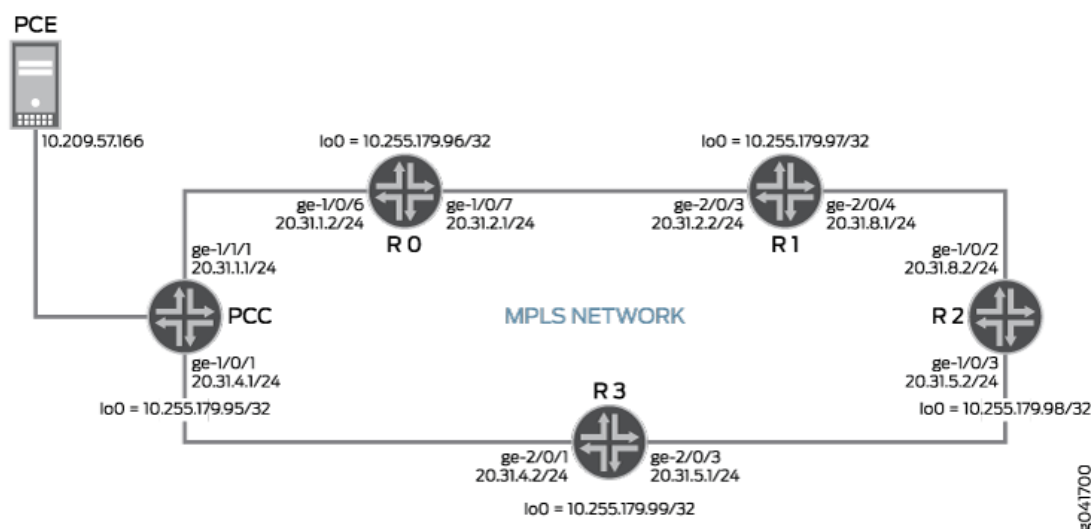 PCE
10.209.57.166
lo0 = 10.255.179.96/32
lo0 = 10.255.179.97/32
ge-1/0/6
20.31.1.2/24
R 0
ge-1/0/7
20.31.2.1/24
ge-2/0/3
20.31.2.2/24
R 1
ge-2/0/4
20.31.8.1/24
ge-1/1/1
20.31.1.1/24
ge-1/0/2
20.31.8.2/24
PCC
MPLS NETWORK
R 2
ge-1/0/1
20.31.4.1/24
ge-1/0/3
20.31.5.2/24
lo0 = 10.255.179.95/32
R 3
lo0 = 10.255.179.98/32
ge-2/0/1
20.31.4.2/24
ge-2/0/3
20.31.5.1/24
lo0 = 10.255.179.99/32
g041700